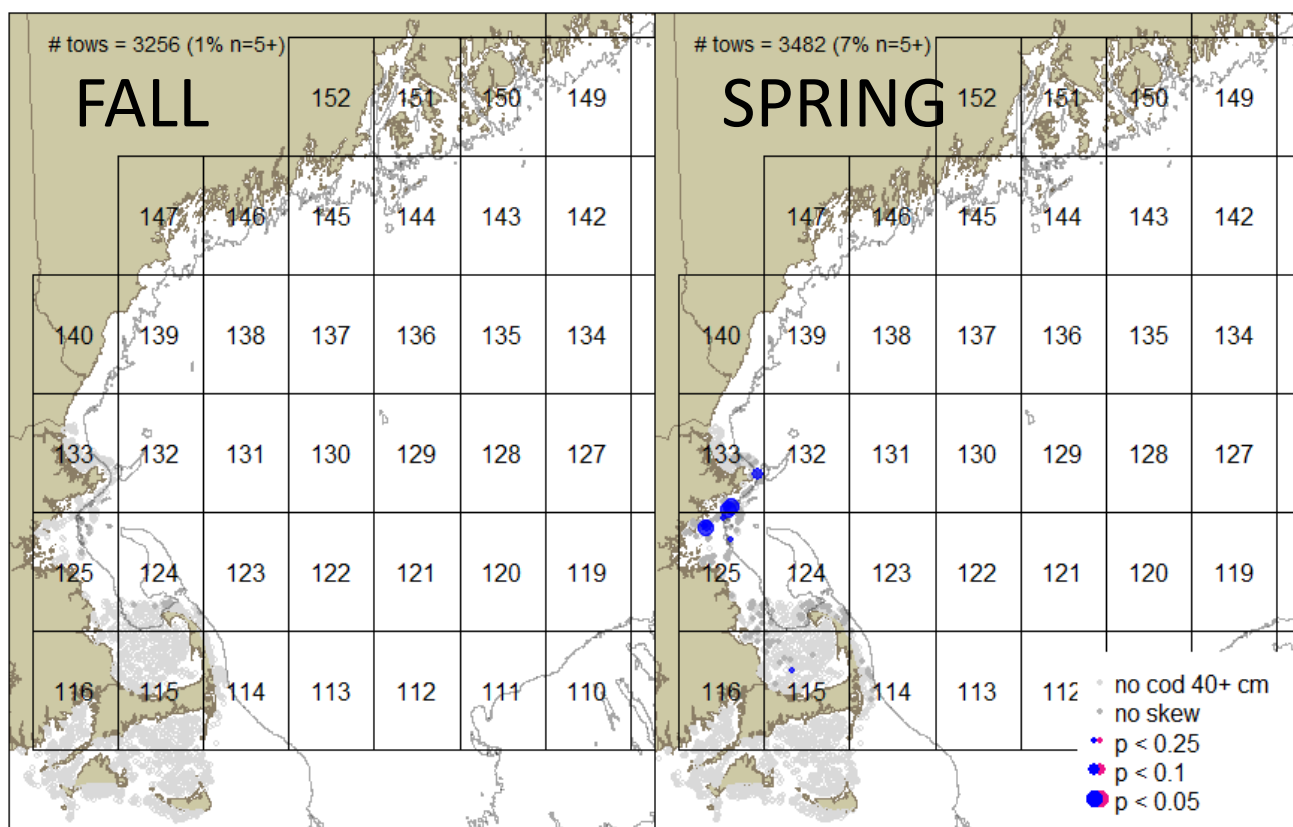 # tows = 3256 (1% n=5+)
FALL
152 151 150 149
147 146 145 144 143 142
140 139 138 137 136 135 134
133 132 131 130 129 128 127
125 124 123 122 121 120 119
116 115 114 113 112 111 110
# tows = 3482 (7% n=5+)
SPRING
152 151 150 149
147 146 145 144 143 142
140 139 138 137 136 135 134
133 132 131 130 129 128 127
125 124 123 122 121 120 119
116 115 114 113 112
no cod 40+ cm
no skew
p < 0.25
p < 0.1
p < 0.05